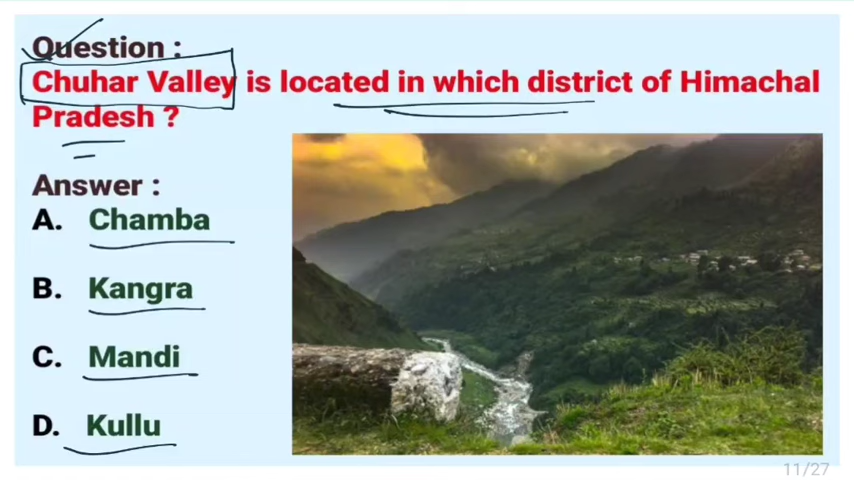 Question :
Chuhar Valley is located in which district of Himachal
Pradesh ?
Answer :
A. Chamba
B. Kangra
C. Mandi
D. Kullu
11/27